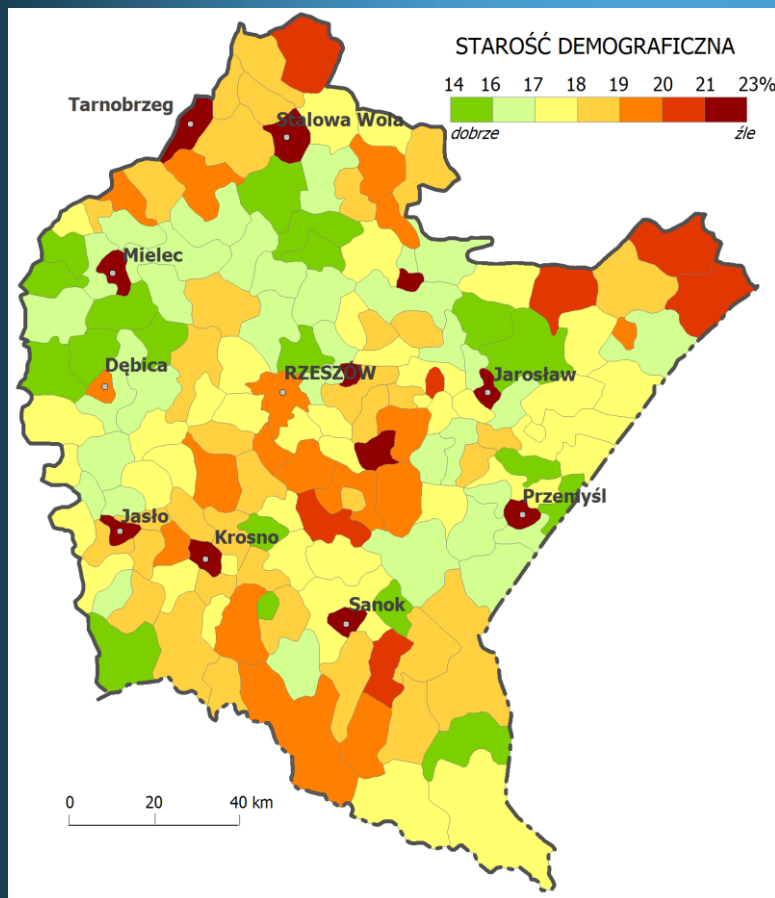 STAROŚĆ DEMOGRAFICZNA
14 16 17 18 19 20 21 23%
dobrze źle
Tarnobrzeg
Stalowa Wola
Mielec
Dębica
RZESZÓW
Jarosław
Przemyśl
Jasło
Krosno
Sanok
0 20 40 km